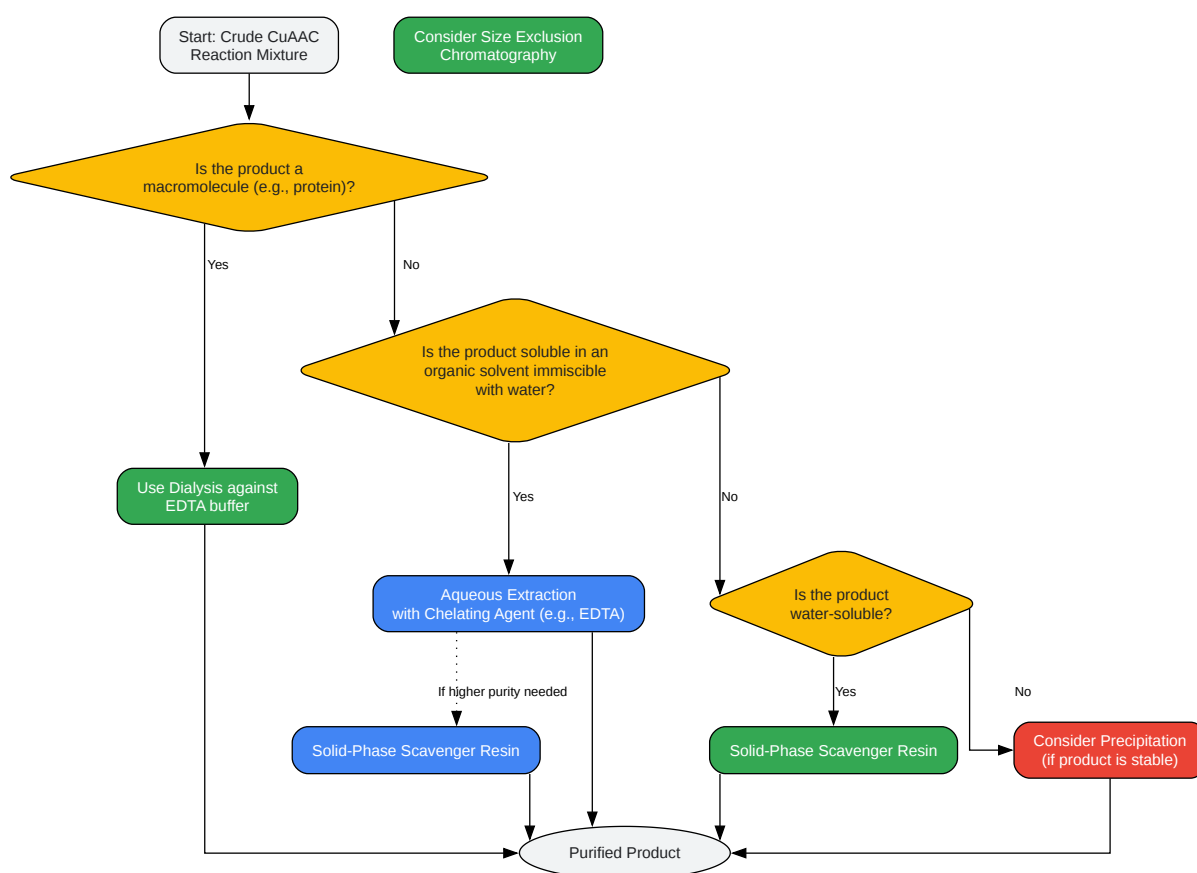 Start: Crude CuAAC
Reaction Mixture
Consider Size Exclusion
Chromatography
Is the product a
macromolecule (e.g., protein)?
Yes
No
Is the product soluble in an
organic solvent immiscible
with water?
Use Dialysis against
EDTA buffer
Yes
No
Aqueous Extraction
with Chelating Agent (e.g., EDTA)
Is the product
water-soluble?
If higher purity needed
Yes
No
Solid-Phase Scavenger Resin
Solid-Phase Scavenger Resin
Consider Precipitation
(if product is stable)
Purified Product